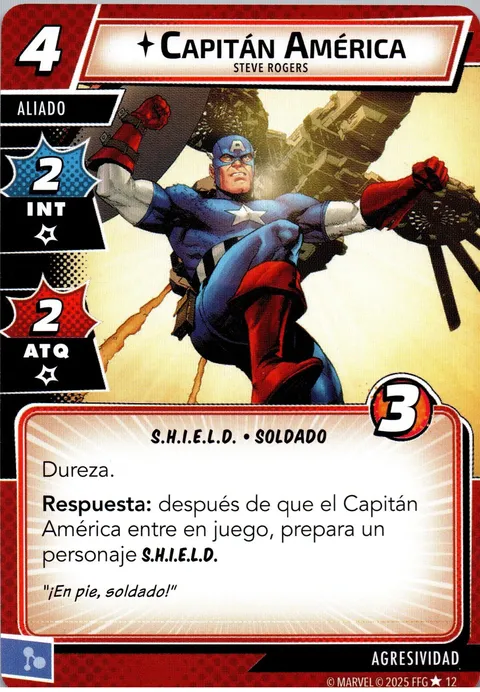 4
CAPITÁN AMÉRICA
STEVE ROGERS
ALIADO
2
INT
2
ATQ
3
S.H.I.E.L.D. • SOLDADO
Dureza.
Respuesta: después de que el Capitán
América entre en juego, prepara un
personaje S.H.I.E.L.D.
"¡En pie, soldado!"
AGRESIVIDAD
© MARVEL © 2025 FFG ★ 12